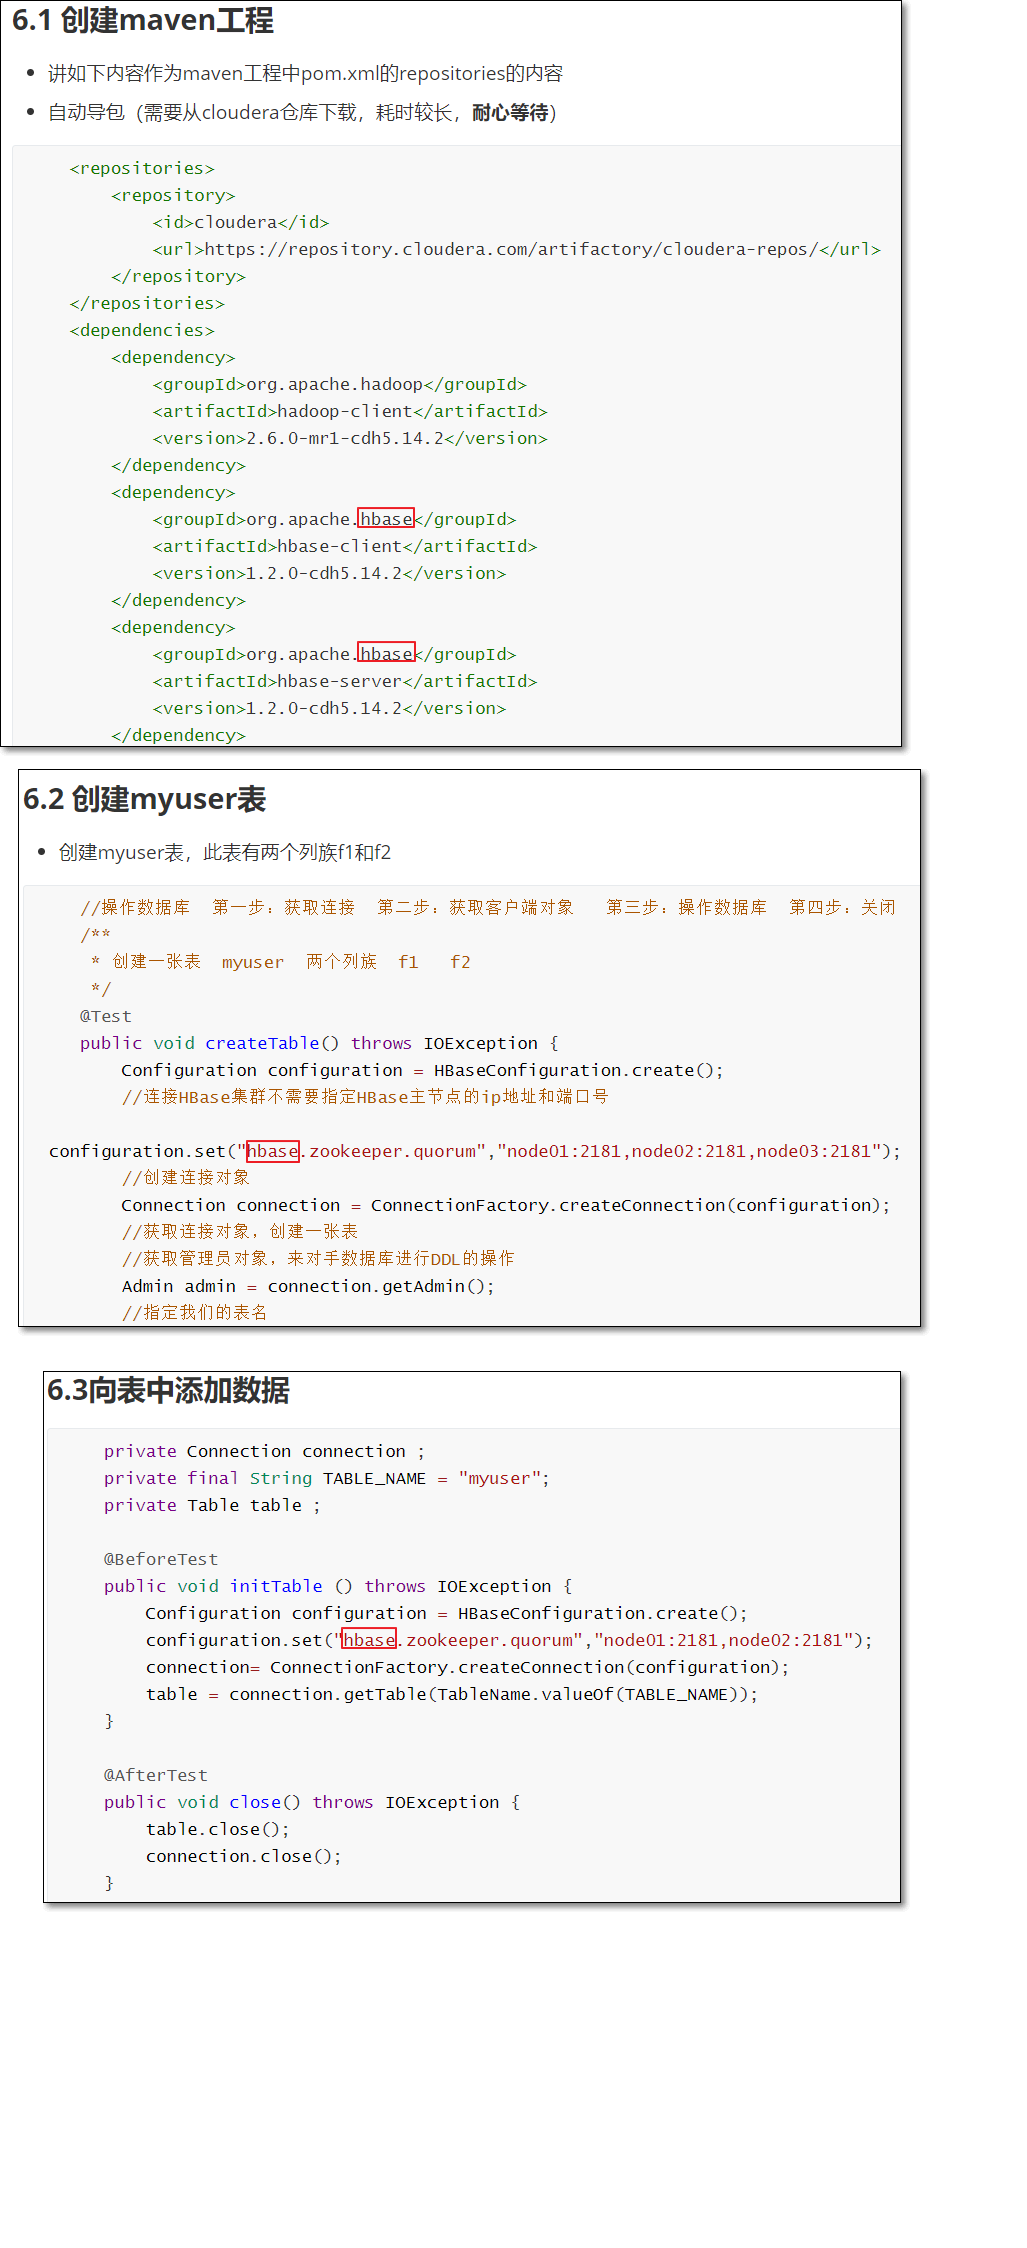 6.1 创建maven工程
讲如下内容作为maven工程中pom.xml的repositories的内容
自动导包（需要从cloudera仓库下载，耗时较长，耐心等待）
<repositories>
<repository>
<id>cloudera</id>
<url>https://repository.cloudera.com/artifactory/cloudera-repos/</url>
</repository>
</repositories>
<dependencies>
<dependency>
<groupId>org.apache.hadoop</groupId>
<artifactId>hadoop-client</artifactId>
<version>2.6.0-mr1-cdh5.14.2</version>
</dependency>
<dependency>
<groupId>org.apache.hbase</groupId>
<artifactId>hbase-client</artifactId>
<version>1.2.0-cdh5.14.2</version>
</dependency>
<dependency>
<groupId>org.apache.hbase</groupId>
<artifactId>hbase-server</artifactId>
<version>1.2.0-cdh5.14.2</version>
</dependency>
6.2 创建myuser表
创建myuser表，此表有两个列族f1和f2
//操作数据库  第一步：获取连接  第二步：获取客户端对象   第三步：操作数据库  第四步：关闭
/**
* 创建一张表  myuser  两个列族  f1   f2
*/
@Test
public void createTable() throws IOException {
Configuration configuration = HBaseConfiguration.create();
//连接HBase集群不需要指定HBase主节点的ip地址和端口号
configuration.set("hbase.zookeeper.quorum","node01:2181,node02:2181,node03:2181");
//创建连接对象
Connection connection = ConnectionFactory.createConnection(configuration);
//获取连接对象，创建一张表
//获取管理员对象，来对手数据库进行DDL的操作
Admin admin = connection.getAdmin();
//指定我们的表名
6.3向表中添加数据
private Connection connection ;
private final String TABLE_NAME = "myuser";
private Table table ;
@BeforeTest
public void initTable () throws IOException {
Configuration configuration = HBaseConfiguration.create();
configuration.set("hbase.zookeeper.quorum","node01:2181,node02:2181");
connection= ConnectionFactory.createConnection(configuration);
table = connection.getTable(TableName.valueOf(TABLE_NAME));
}
@AfterTest
public void close() throws IOException {
table.close();
connection.close();
}